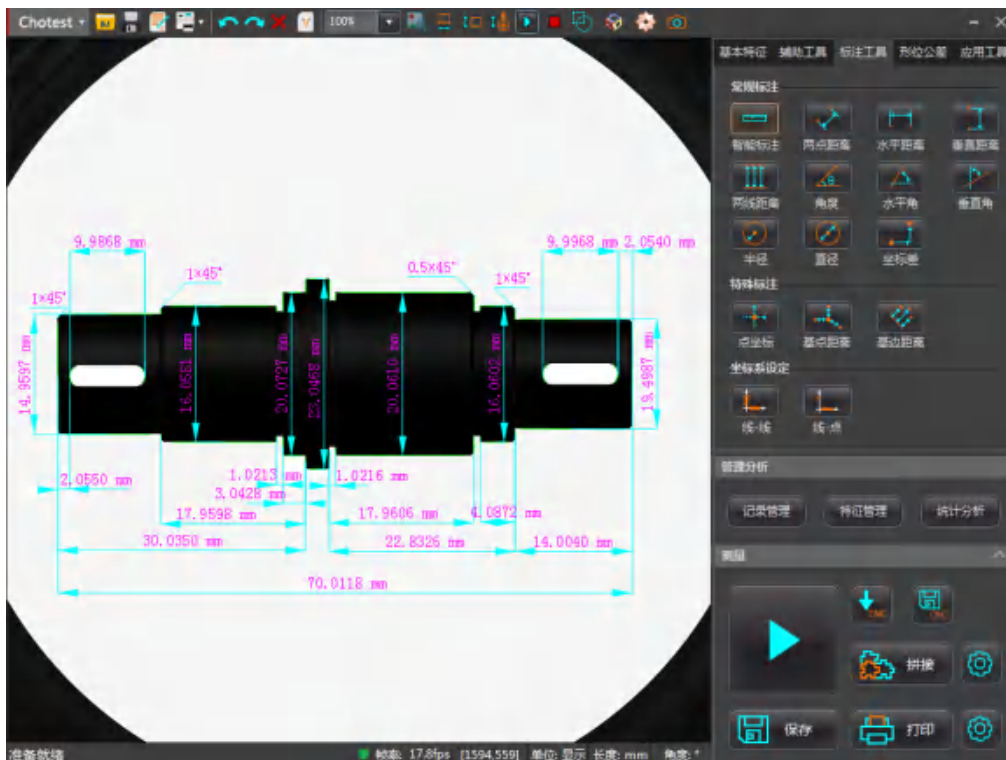 Chotest
100%
基本特征 辅助工具 标注工具 形位公差 应用工具
常规标注
智能标注 两点距离 水平距离 垂直距离
两线距离 角度 水平角 垂直角
半径 直径 坐标差
特殊标注
点坐标 基点距离 基边距离
坐标系设定
线-线 线-点
管理分析
记录管理 特征管理 统计分析
测量
CNC CNC
拼接
保存 打印
9.9868 mm
9.9968 mm 2.0540 mm
1×45°
0.5×45°
1×45°
1×45°
14.9597 mm
20.0727 mm
25.0468 mm
20.0610 mm
16.0602 mm
2.0550 mm
1.0213 mm
1.0216 mm
3.0428 mm
17.9598 mm
17.9606 mm
4.0872 mm
30.0350 mm
22.8326 mm
14.0040 mm
70.0118 mm
准备就绪
帧率: 17.8fps [1594,559] 单位: 显示 长度: mm 角度: °